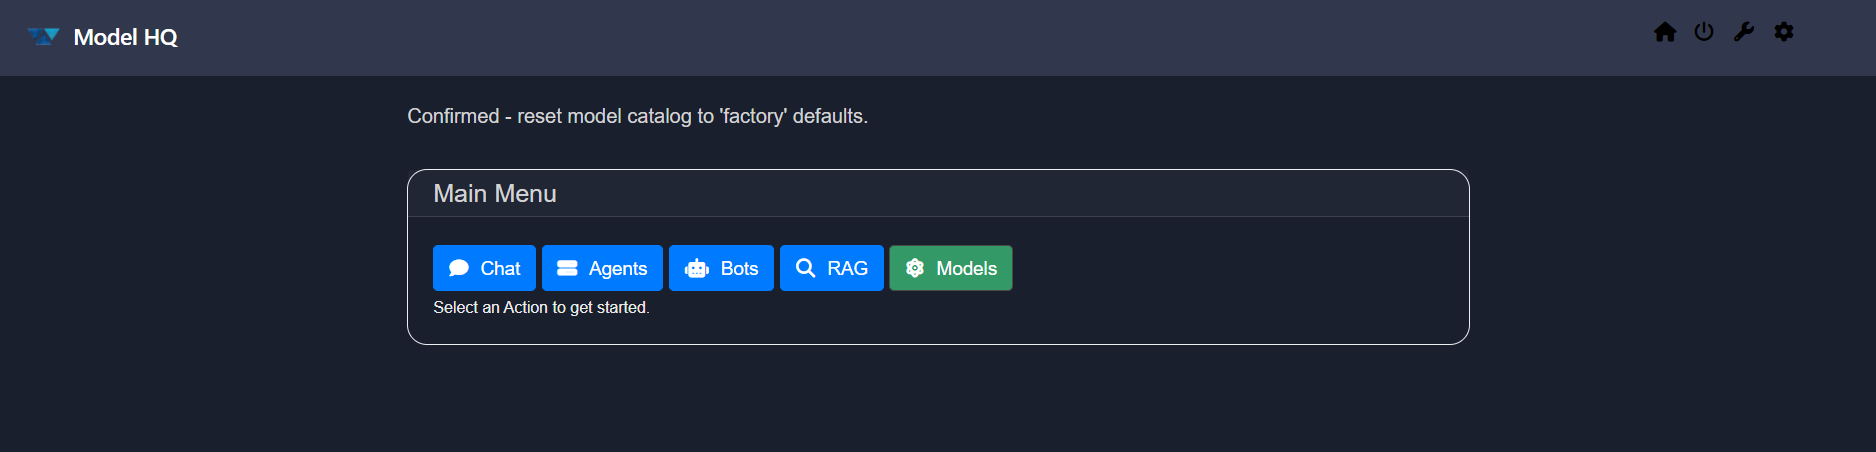 Model HQ
Confirmed - reset model catalog to 'factory' defaults.
Main Menu
Chat Agents Bots RAG Models
Select an Action to get started.